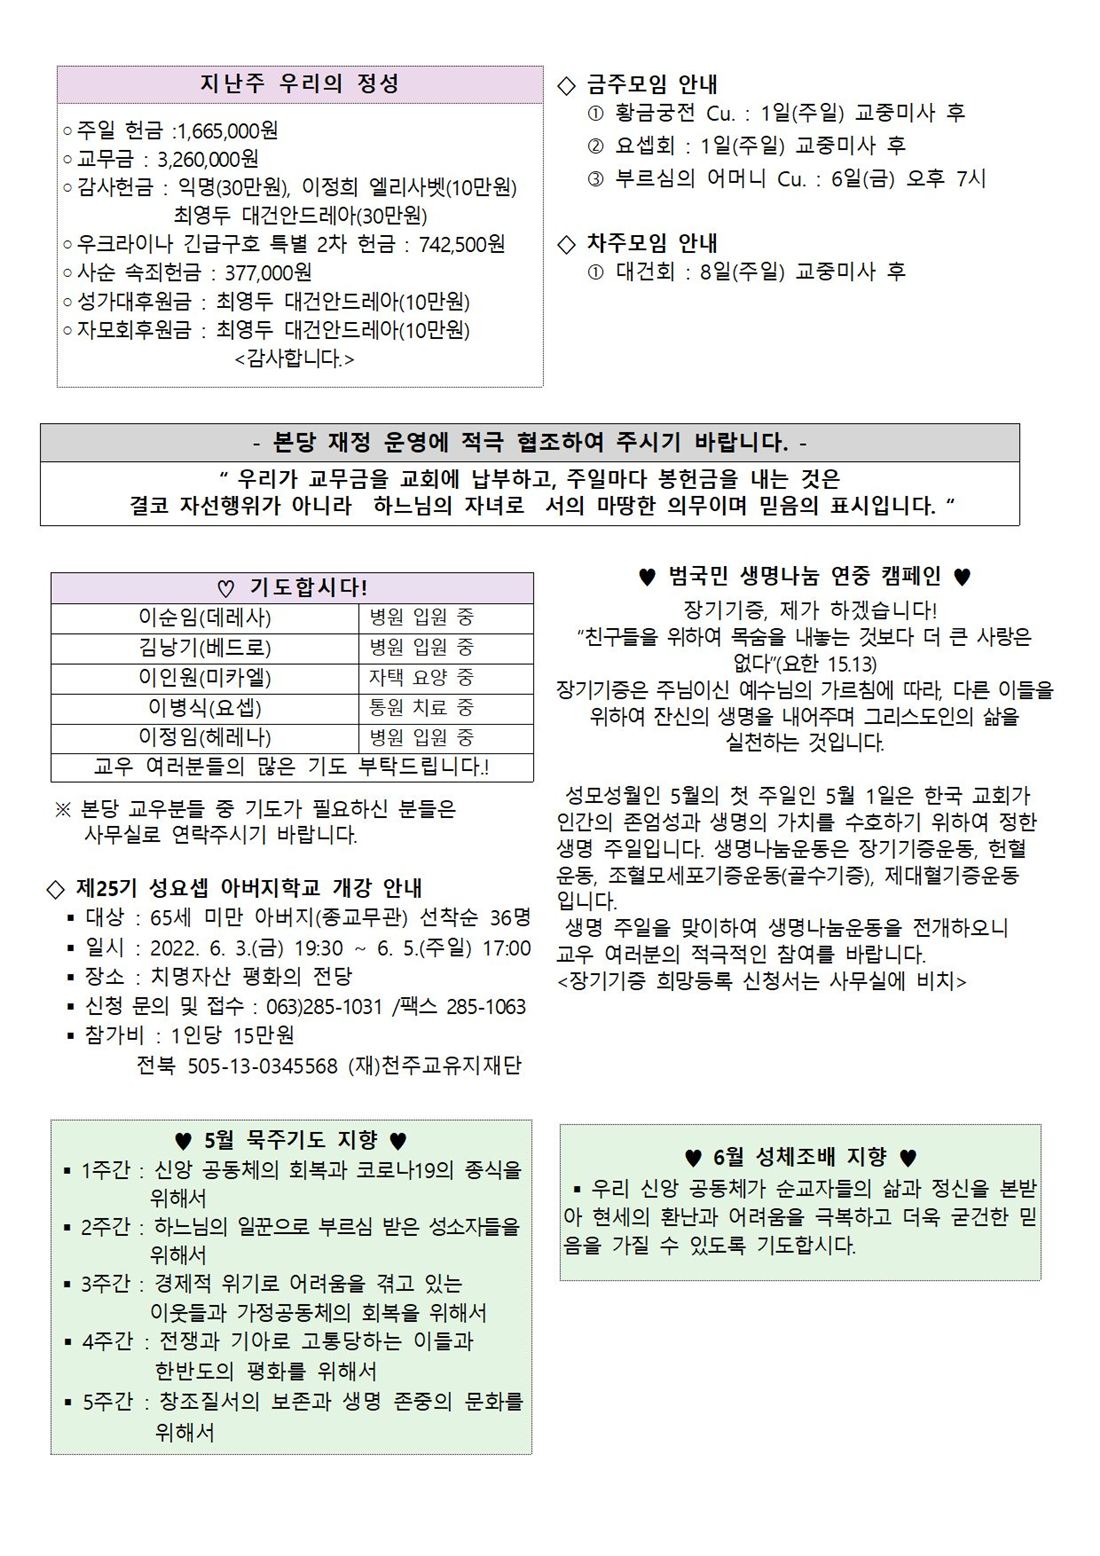 지난주 우리의 정성
○ 주일 헌금 :1,665,000원
○ 교무금 : 3,260,000원
○ 감사헌금 : 익명(30만원), 이정희 엘리사벳(10만원)
최영두 대건안드레아(30만원)
○ 우크라이나 긴급구호 특별 2차 헌금 : 742,500원
○ 사순 속죄헌금 : 377,000원
○ 성가대후원금 : 최영두 대건안드레아(10만원)
○ 자모회후원금 : 최영두 대건안드레아(10만원)
<감사합니다.>
◇ 금주모임 안내
① 황금궁전 Cu. : 1일(주일) 교중미사 후
② 요셉회 : 1일(주일) 교중미사 후
③ 부르심의 어머니 Cu. : 6일(금) 오후 7시
◇ 차주모임 안내
① 대건회 : 8일(주일) 교중미사 후
- 본당 재정 운영에 적극 협조하여 주시기 바랍니다. -
“ 우리가 교무금을 교회에 납부하고, 주일마다 봉헌금을 내는 것은
결코 자선행위가 아니라 하느님의 자녀로 서의 마땅한 의무이며 믿음의 표시입니다. “
♡ 기도합시다!
이순임(데레사) 병원 입원 중
김낭기(베드로) 병원 입원 중
이인원(미카엘) 자택 요양 중
이병식(요셉) 통원 치료 중
이정임(헤레나) 병원 입원 중
교우 여러분들의 많은 기도 부탁드립니다.!
※ 본당 교우분들 중 기도가 필요하신 분들은
사무실로 연락주시기 바랍니다.
◇ 제25기 성요셉 아버지학교 개강 안내
▪ 대상 : 65세 미만 아버지(종교무관) 선착순 36명
▪ 일시 : 2022. 6. 3.(금) 19:30 ~ 6. 5.(주일) 17:00
▪ 장소 : 치명자산 평화의 전당
▪ 신청 문의 및 접수 : 063)285-1031 /팩스 285-1063
▪ 참가비 : 1인당 15만원
전북 505-13-0345568 (재)천주교유지재단
♥ 범국민 생명나눔 연중 캠페인 ♥
장기기증, 제가 하겠습니다!
“친구들을 위하여 목숨을 내놓는 것보다 더 큰 사랑은
없다”(요한 15.13)
장기기증은 주님이신 예수님의 가르침에 따라, 다른 이들을
위하여 잔신의 생명을 내어주며 그리스도인의 삶을
실천하는 것입니다.
성모성월인 5월의 첫 주일인 5월 1일은 한국 교회가
인간의 존엄성과 생명의 가치를 수호하기 위하여 정한
생명 주일입니다. 생명나눔운동은 장기기증운동, 헌혈
운동, 조혈모세포기증운동(골수기증), 제대혈기증운동
입니다.
생명 주일을 맞이하여 생명나눔운동을 전개하오니
교우 여러분의 적극적인 참여를 바랍니다.
<장기기증 희망등록 신청서는 사무실에 비치>
♥ 5월 묵주기도 지향 ♥
▪ 1주간 : 신앙 공동체의 회복과 코로나19의 종식을
위해서
▪ 2주간 : 하느님의 일꾼으로 부르심 받은 성소자들을
위해서
▪ 3주간 : 경제적 위기로 어려움을 겪고 있는
이웃들과 가정공동체의 회복을 위해서
▪ 4주간 : 전쟁과 기아로 고통당하는 이들과
한반도의 평화를 위해서
▪ 5주간 : 창조질서의 보존과 생명 존중의 문화를
위해서
♥ 6월 성체조배 지향 ♥
▪ 우리 신앙 공동체가 순교자들의 삶과 정신을 본받
아 현세의 환난과 어려움을 극복하고 더욱 굳건한 믿
음을 가질 수 있도록 기도합시다.